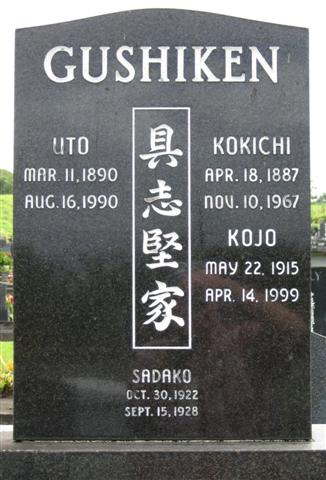 GUSHIKEN
UTO
MAR. 11, 1890
AUG. 16, 1990
具志堅家
KOKICHI
APR. 18, 1887
NOV. 10, 1967
KOJO
MAY 22, 1915
APR. 14, 1999
SADAKO
OCT. 30, 1922
SEPT. 15, 1928